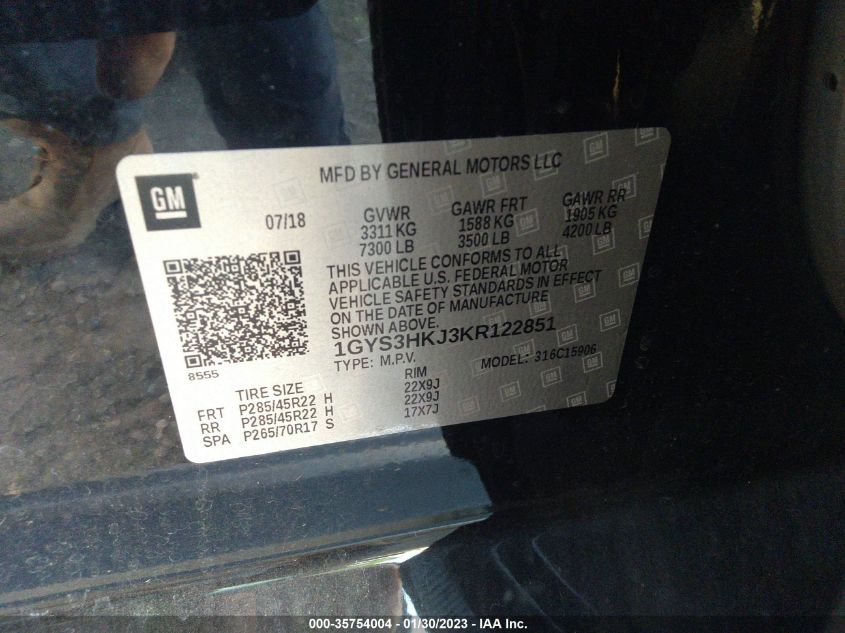 MFD BY GENERAL MOTORS LLC
GM
07/18
GVWR GAWR FRT GAWR RR
3311 KG 1588 KG 1905 KG
7300 LB 3500 LB 4200 LB
THIS VEHICLE CONFORMS TO ALL
APPLICABLE U.S. FEDERAL MOTOR
VEHICLE SAFETY STANDARDS IN EFFECT
ON THE DATE OF MANUFACTURE
SHOWN ABOVE.
1GYS3HKJ3KR122851
TYPE: M.P.V. MODEL: 316C15906
8555
TIRE SIZE RIM
FRT P285/45R22 H 22X9J
RR P285/45R22 H 22X9J
SPA P265/70R17 S 17X7J
000-35754004 — 01/30/2023 — IAA Inc.